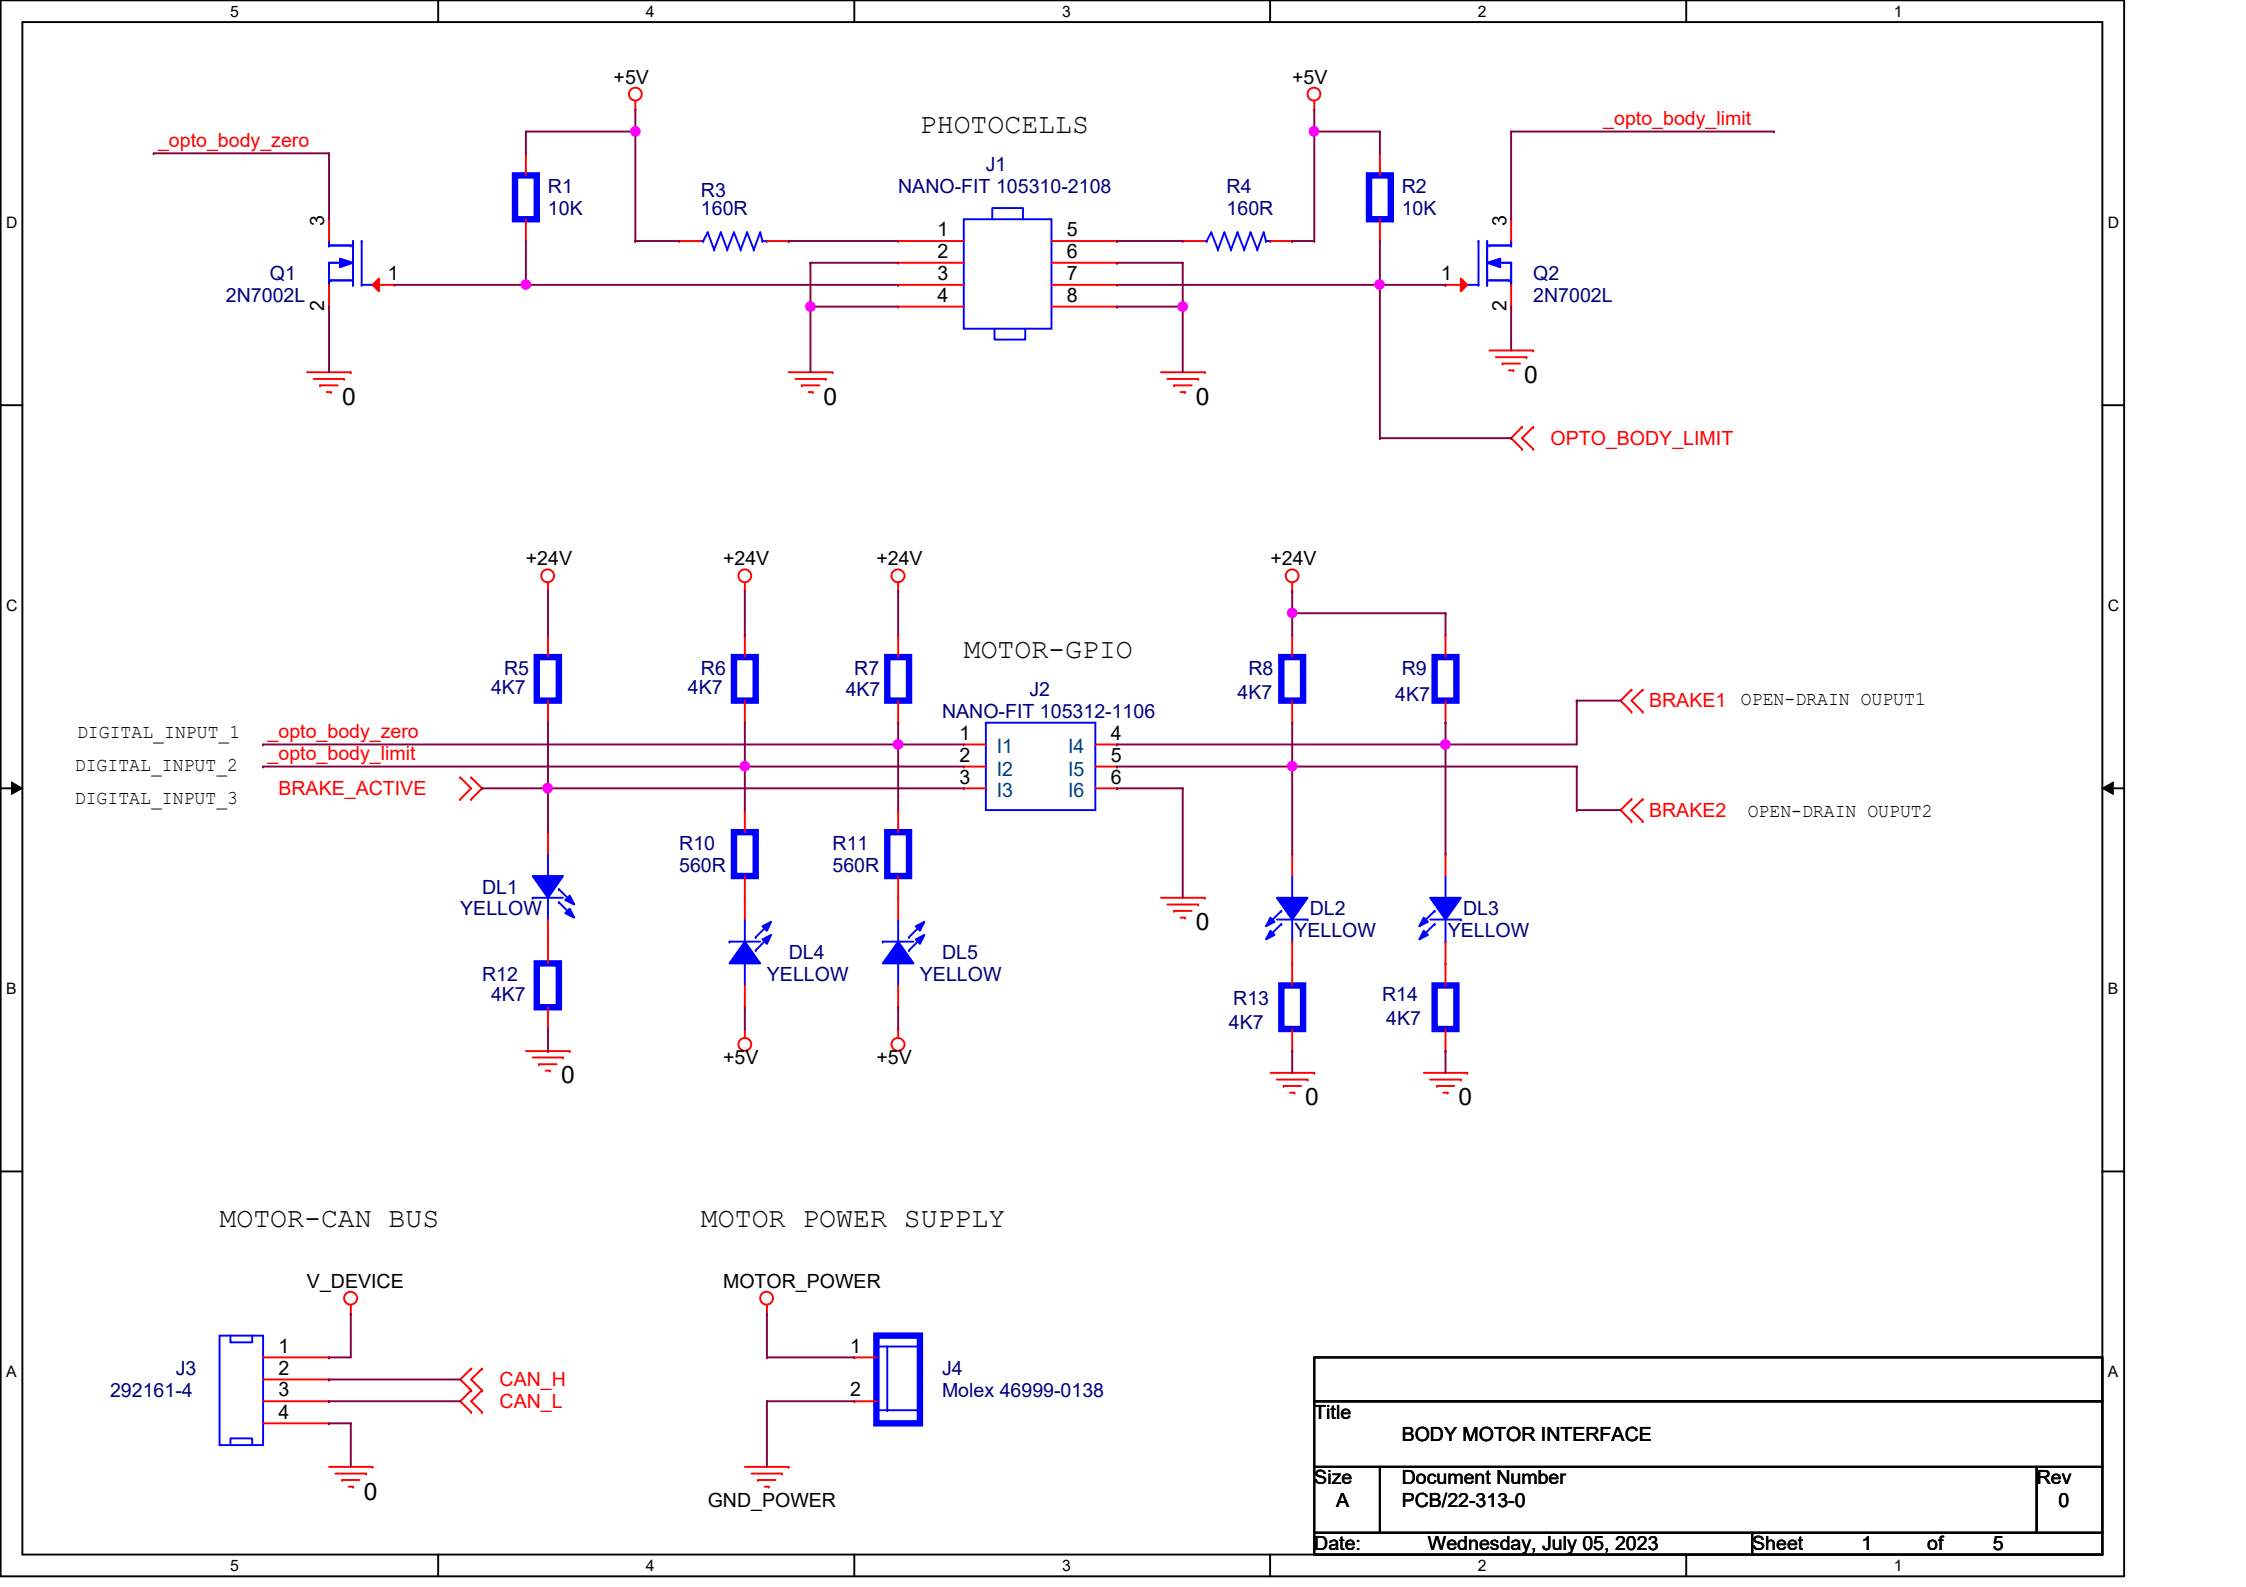 5 4 3 2 1
+5V +5V
PHOTOCELLS
_opto_body_zero _opto_body_limit
J1
NANO-FIT 105310-2108
R1
10K
R3
160R
R4
160R
R2
10K
D D
3 3
1 5
2 6
3 7
4 8
Q1
2N7002L
1 1
Q2
2N7002L
2 2
0 0 0 0
OPTO_BODY_LIMIT
+24V +24V +24V +24V
C C
MOTOR-GPIO
R5
4K7
R6
4K7
R7
4K7
R8
4K7
R9
4K7
J2
NANO-FIT 105312-1106
BRAKE1 OPEN-DRAIN OUPUT1
DIGITAL_INPUT_1 _opto_body_zero 1 I1 I4 4
DIGITAL_INPUT_2 _opto_body_limit 2 I2 I5 5
DIGITAL_INPUT_3 BRAKE_ACTIVE 3 I3 I6 6
BRAKE2 OPEN-DRAIN OUPUT2
R10
560R
R11
560R
DL1
YELLOW
DL2
YELLOW
DL3
YELLOW
0
DL4
YELLOW
DL5
YELLOW
R12
4K7
R13
4K7
R14
4K7
B B
+5V +5V
0 0 0
MOTOR-CAN BUS MOTOR POWER SUPPLY
V_DEVICE MOTOR_POWER
J3
292161-4
1
2 CAN_H
3 CAN_L
4
0
1
2
J4
Molex 46999-0138
GND_POWER
A A
Title
BODY MOTOR INTERFACE
Size Document Number Rev
A PCB/22-313-0 0
Date: Wednesday, July 05, 2023 Sheet 1 of 5
5 4 3 2 1